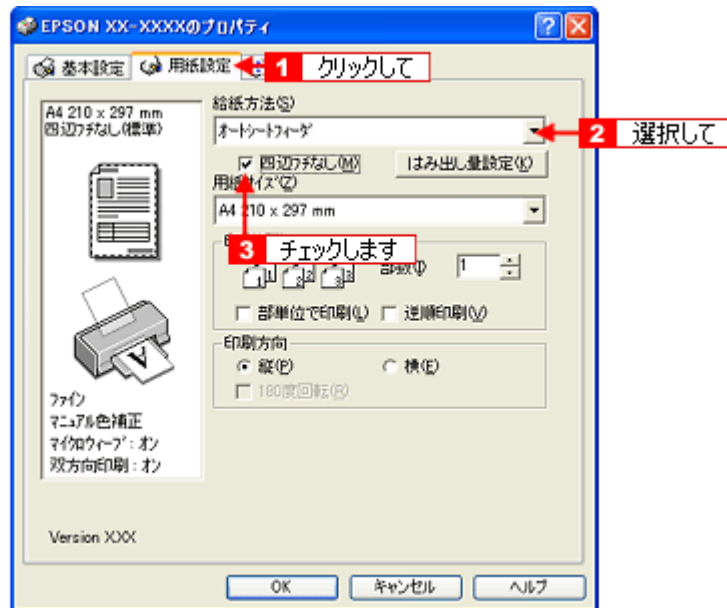 EPSON XX-XXXXのプロパティ
基本設定
用紙設定
1 クリックして
A4 210 x 297 mm
四辺フチなし(標準)
給紙方法(S)
オートシートフィーダ
2 選択して
四辺フチなし(M)
はみ出し量設定(K)
用紙サイズ(Z)
A4 210 x 297 mm
3 チェックします
1
部単位で印刷(L)
逆順印刷(V)
印刷方向
縦(P)
横(E)
180度回転(R)
ファイン
マニュアル色補正
マイクロウィーブ : オン
双方向印刷 : オン
Version XXX
OK
キャンセル
ヘルプ